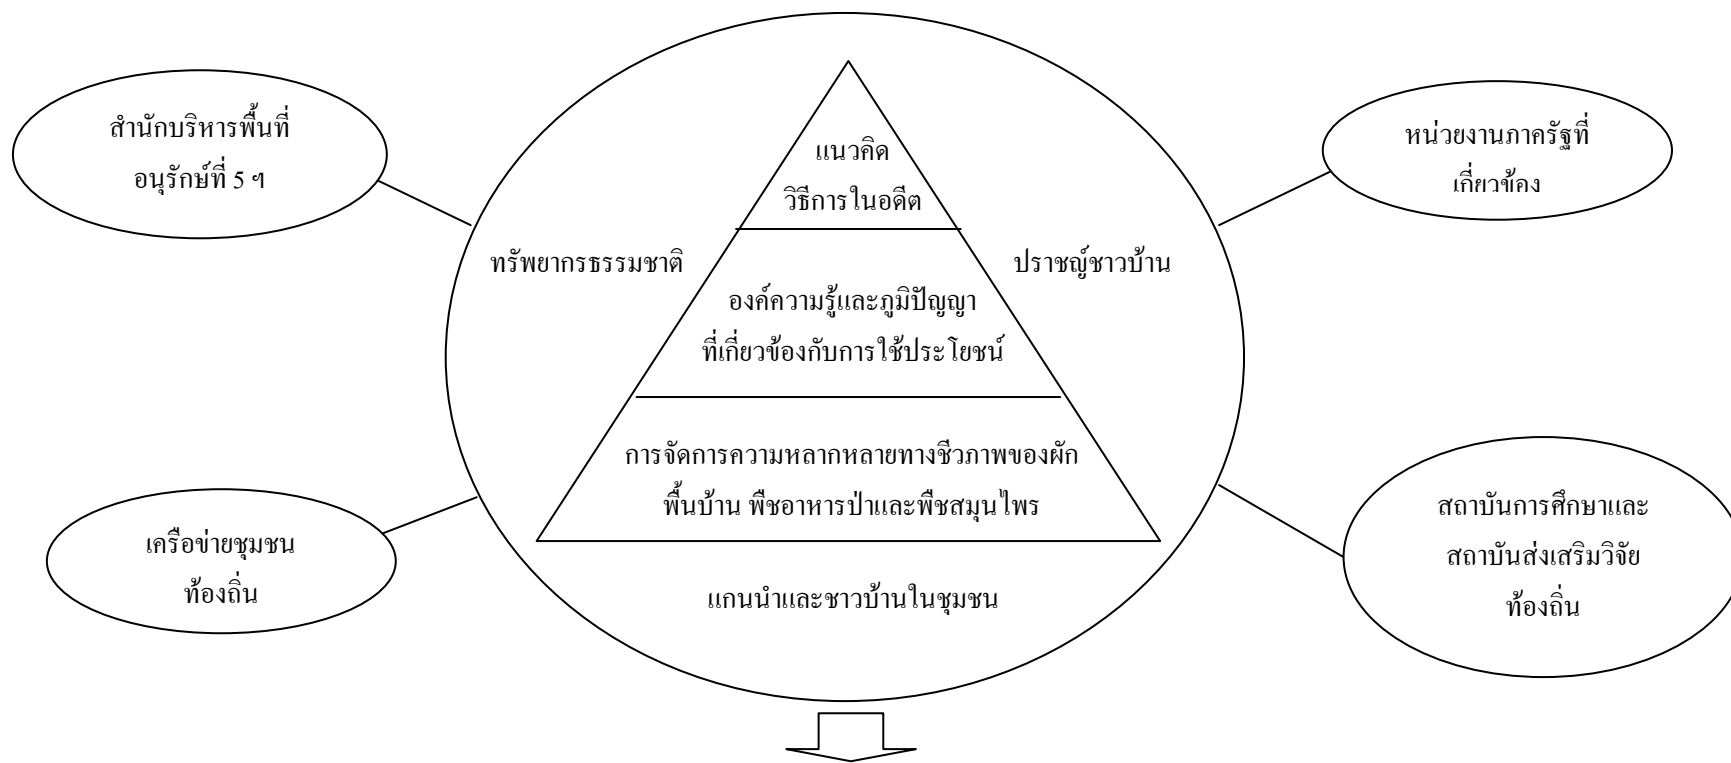 สำนักบริหารพื้นที่
อนุรักษ์ที่ 5 ฯ
หน่วยงานภาครัฐที่
เกี่ยวข้อง
แนวคิด
วิธีการในอดีต
ทรัพยากรธรรมชาติ
ปราชญ์ชาวบ้าน
องค์ความรู้และภูมิปัญญา
ที่เกี่ยวข้องกับการใช้ประโยชน์
การจัดการความหลากหลายทางชีวภาพของผัก
พื้นบ้าน พืชอาหารป่าและพืชสมุนไพร
เครือข่ายชุมชน
ท้องถิ่น
สถาบันการศึกษาและ
สถาบันส่งเสริมวิจัย
ท้องถิ่น
แกนนำและชาวบ้านในชุมชน